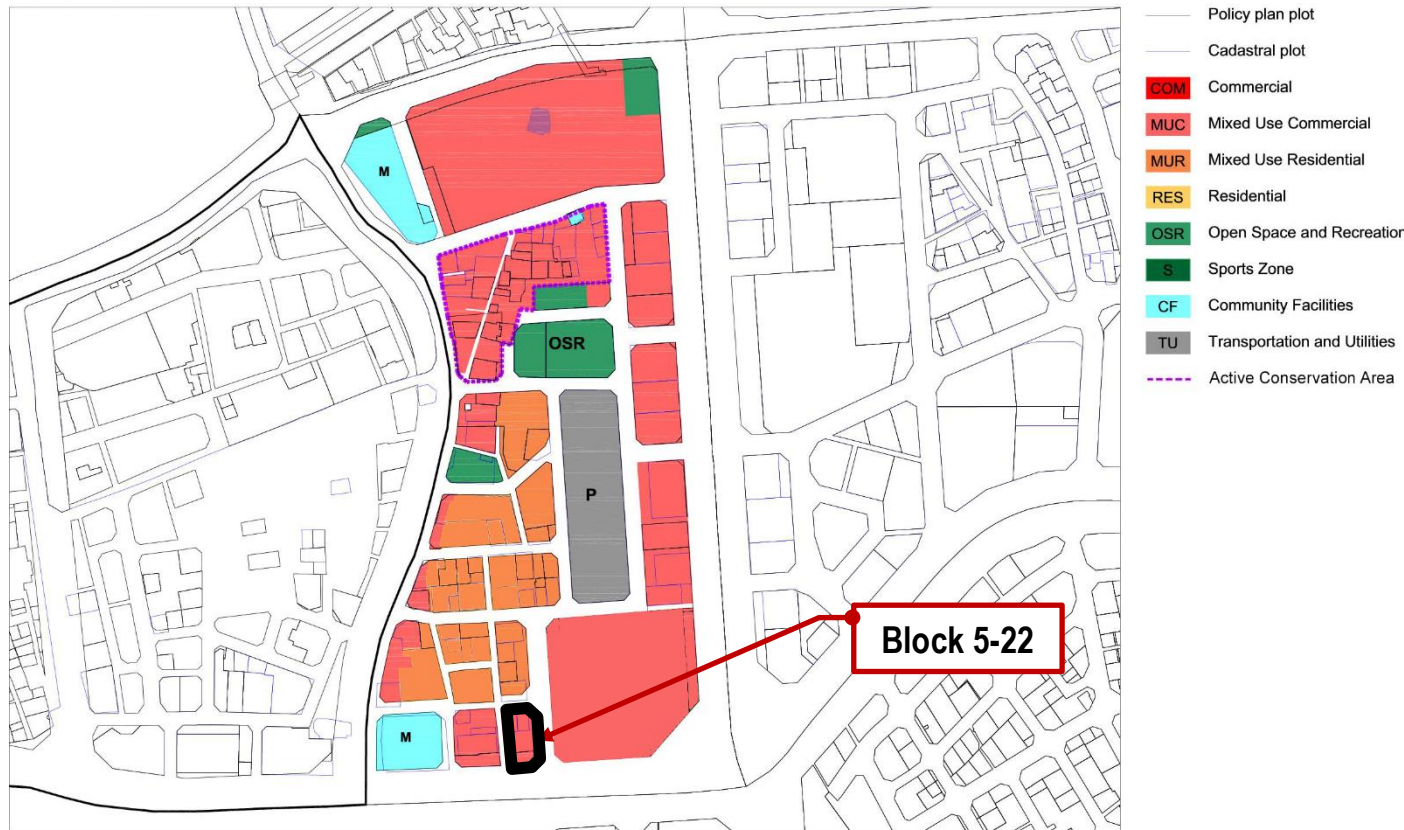 M
OSR
P
Block 5-22
M
Policy plan plot
Cadastral plot
COM Commercial
MUC Mixed Use Commercial
MUR Mixed Use Residential
RES Residential
OSR Open Space and Recreation
S Sports Zone
CF Community Facilities
TU Transportation and Utilities
Active Conservation Area